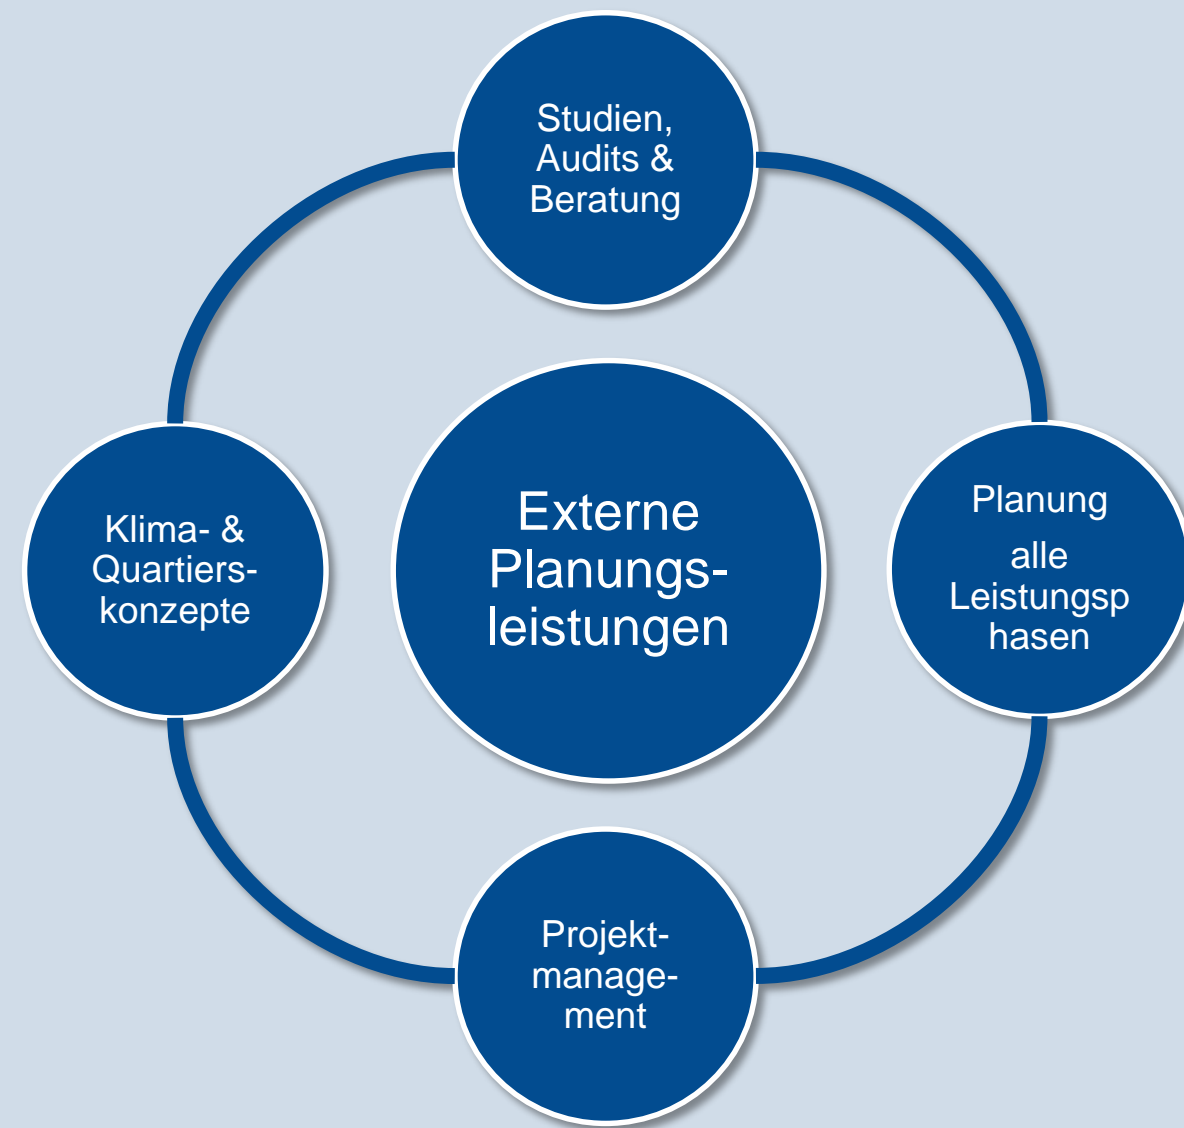 Studien,
Audits &
Beratung
Klima- &
Quartiers-
konzepte
Externe
Planungs-
leistungen
Planung
alle
Leistungsp
hasen
Projekt-
manage-
ment